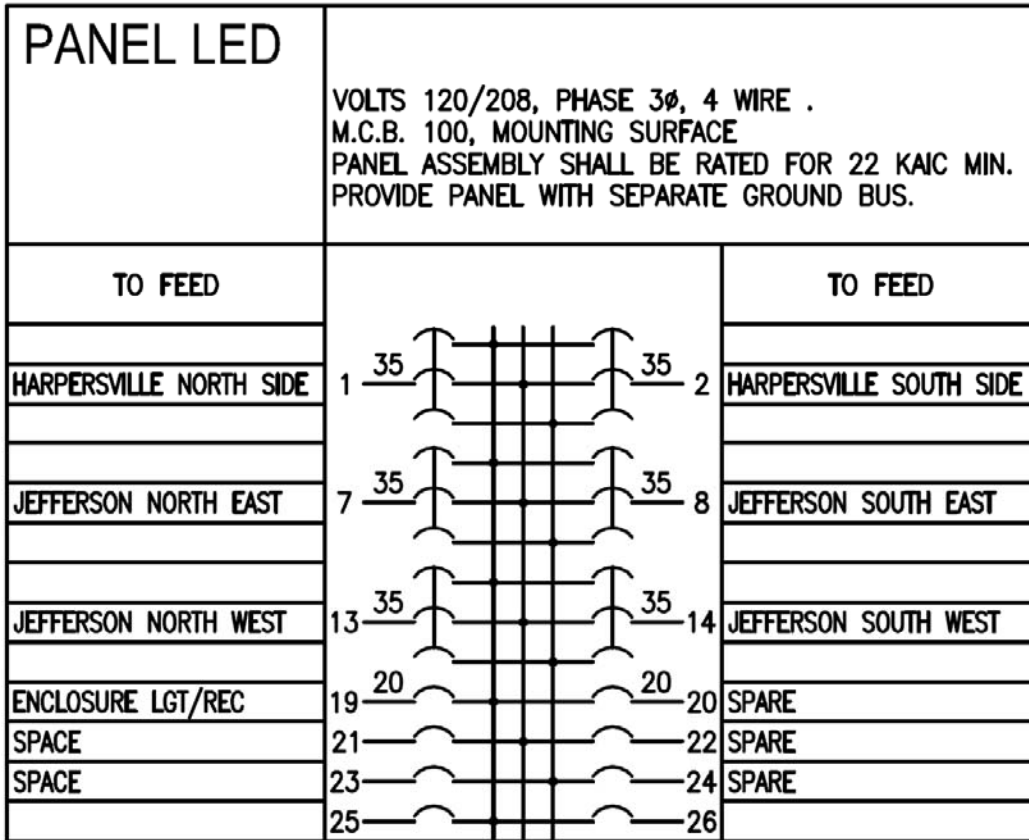 PANEL LED
VOLTS 120/208, PHASE 3ø, 4 WIRE .
M.C.B. 100, MOUNTING SURFACE
PANEL ASSEMBLY SHALL BE RATED FOR 22 KAIC MIN.
PROVIDE PANEL WITH SEPARATE GROUND BUS.
TO FEED TO FEED
HARPERSVILLE NORTH SIDE 1 35 35 2 HARPERSVILLE SOUTH SIDE
JEFFERSON NORTH EAST 7 35 35 8 JEFFERSON SOUTH EAST
JEFFERSON NORTH WEST 13 35 35 14 JEFFERSON SOUTH WEST
ENCLOSURE LGT/REC 19 20 20 20 SPARE
SPACE 21 22 SPARE
SPACE 23 24 SPARE
25 26